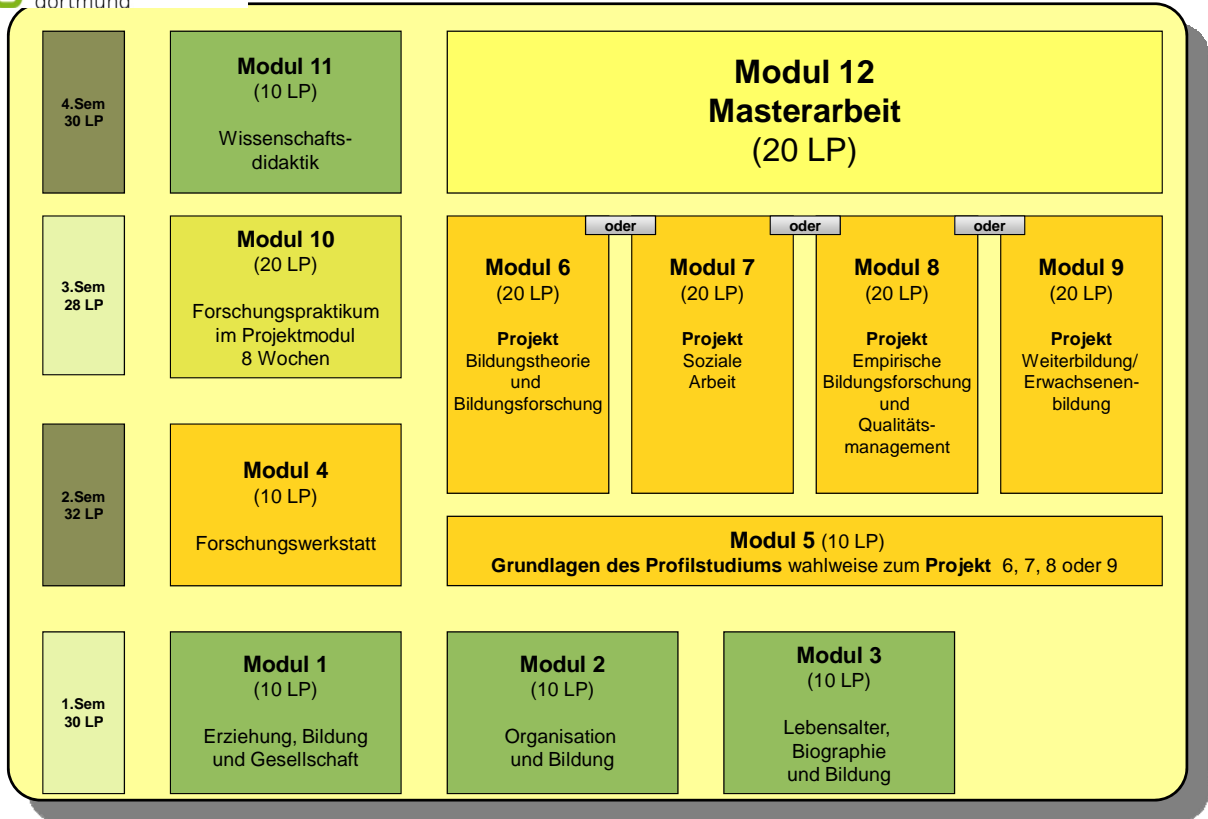 dortmund
4.Sem
30 LP
Modul 11
(10 LP)
Wissenschafts-
didaktik
Modul 12
Masterarbeit
(20 LP)
3.Sem
28 LP
Modul 10
(20 LP)
Forschungspraktikum
im Projektmodul
8 Wochen
oder
oder
oder
Modul 6
(20 LP)
Projekt
Bildungstheorie
und
Bildungsforschung
Modul 7
(20 LP)
Projekt
Soziale
Arbeit
Modul 8
(20 LP)
Projekt
Empirische
Bildungsforschung
und
Qualitäts-
management
Modul 9
(20 LP)
Projekt
Weiterbildung/
Erwachsenen-
bildung
2.Sem
32 LP
Modul 4
(10 LP)
Forschungswerkstatt
Modul 5 (10 LP)
Grundlagen des Profilstudiums wahlweise zum Projekt 6, 7, 8 oder 9
1.Sem
30 LP
Modul 1
(10 LP)
Erziehung, Bildung
und Gesellschaft
Modul 2
(10 LP)
Organisation
und Bildung
Modul 3
(10 LP)
Lebensalter,
Biographie
und Bildung